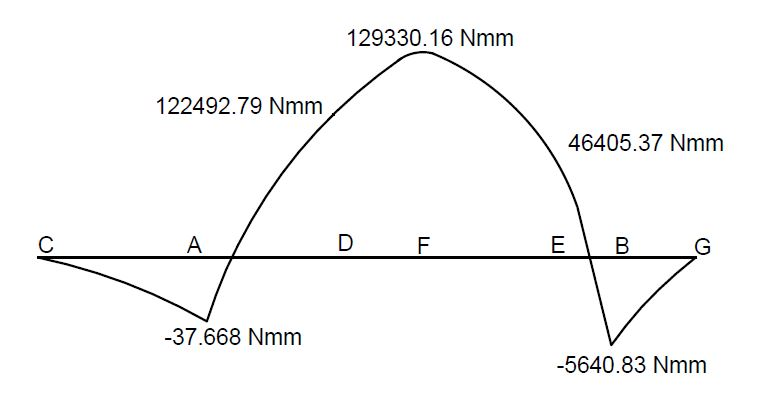 129330.16 Nmm
122492.79 Nmm
46405.37 Nmm
C A D F E B G
-37.668 Nmm
-5640.83 Nmm